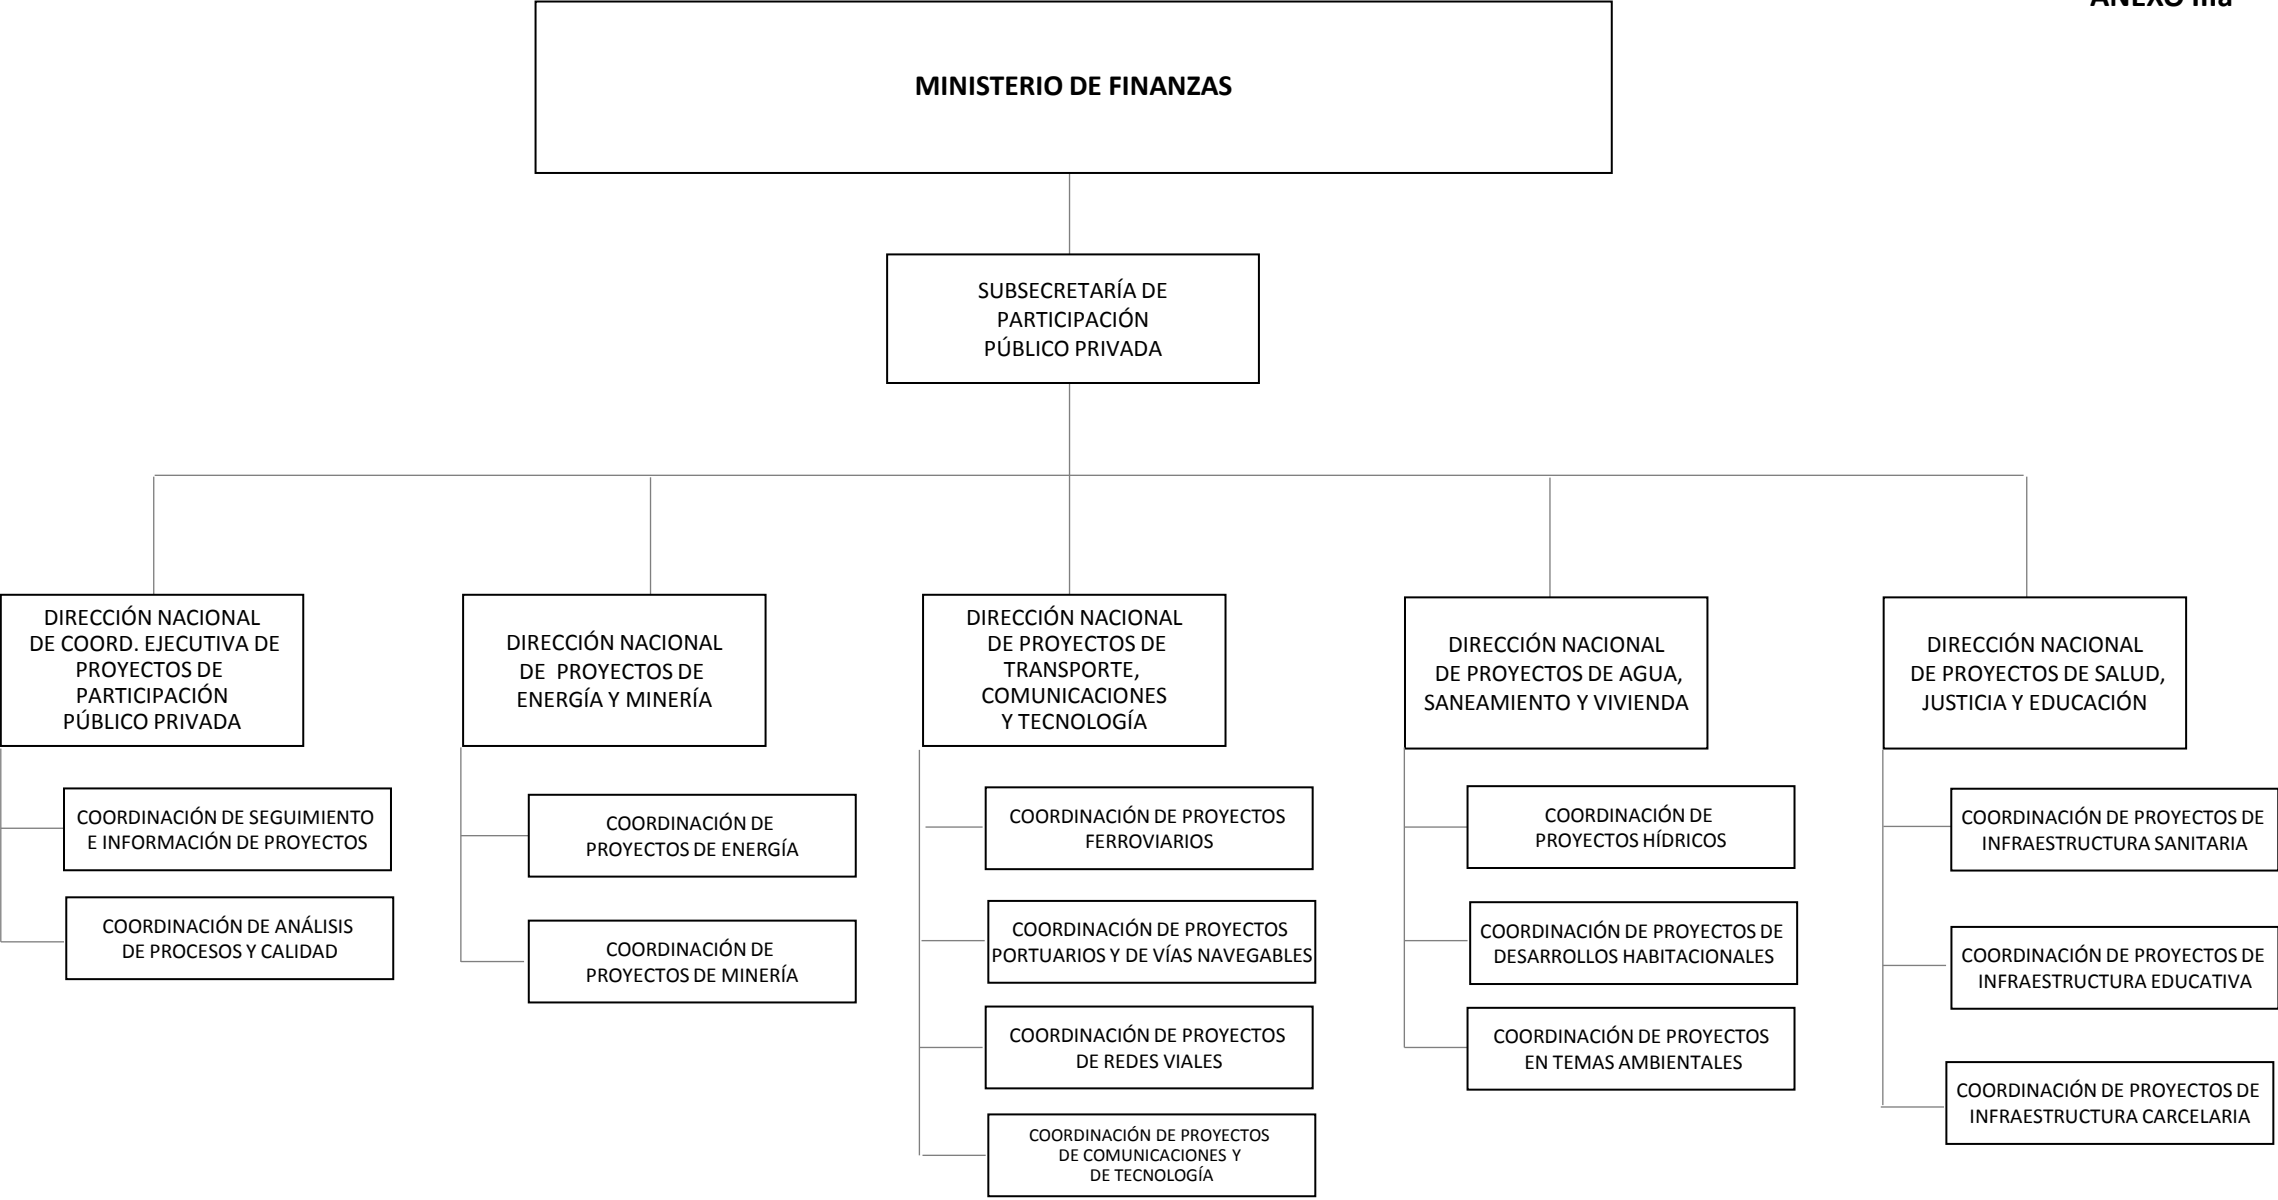 ANEXO IIIa
MINISTERIO DE FINANZAS
SUBSECRETARÍA DE
PARTICIPACIÓN
PÚBLICO PRIVADA
DIRECCIÓN NACIONAL
DE COORD. EJECUTIVA DE
PROYECTOS DE
PARTICIPACIÓN
PÚBLICO PRIVADA
COORDINACIÓN DE SEGUIMIENTO
E INFORMACIÓN DE PROYECTOS
COORDINACIÓN DE ANÁLISIS
DE PROCESOS Y CALIDAD
DIRECCIÓN NACIONAL
DE PROYECTOS DE
ENERGÍA Y MINERÍA
COORDINACIÓN DE
PROYECTOS DE ENERGÍA
COORDINACIÓN DE
PROYECTOS DE MINERÍA
DIRECCIÓN NACIONAL
DE PROYECTOS DE
TRANSPORTE,
COMUNICACIONES
Y TECNOLOGÍA
COORDINACIÓN DE PROYECTOS
FERROVIARIOS
COORDINACIÓN DE PROYECTOS
PORTUARIOS Y DE VÍAS NAVEGABLES
COORDINACIÓN DE PROYECTOS
DE REDES VIALES
COORDINACIÓN DE PROYECTOS
DE COMUNICACIONES Y
DE TECNOLOGÍA
DIRECCIÓN NACIONAL
DE PROYECTOS DE AGUA,
SANEAMIENTO Y VIVIENDA
COORDINACIÓN DE
PROYECTOS HÍDRICOS
COORDINACIÓN DE PROYECTOS DE
DESARROLLOS HABITACIONALES
COORDINACIÓN DE PROYECTOS
EN TEMAS AMBIENTALES
DIRECCIÓN NACIONAL
DE PROYECTOS DE SALUD,
JUSTICIA Y EDUCACIÓN
COORDINACIÓN DE PROYECTOS DE
INFRAESTRUCTURA SANITARIA
COORDINACIÓN DE PROYECTOS DE
INFRAESTRUCTURA EDUCATIVA
COORDINACIÓN DE PROYECTOS DE
INFRAESTRUCTURA CARCELARIA